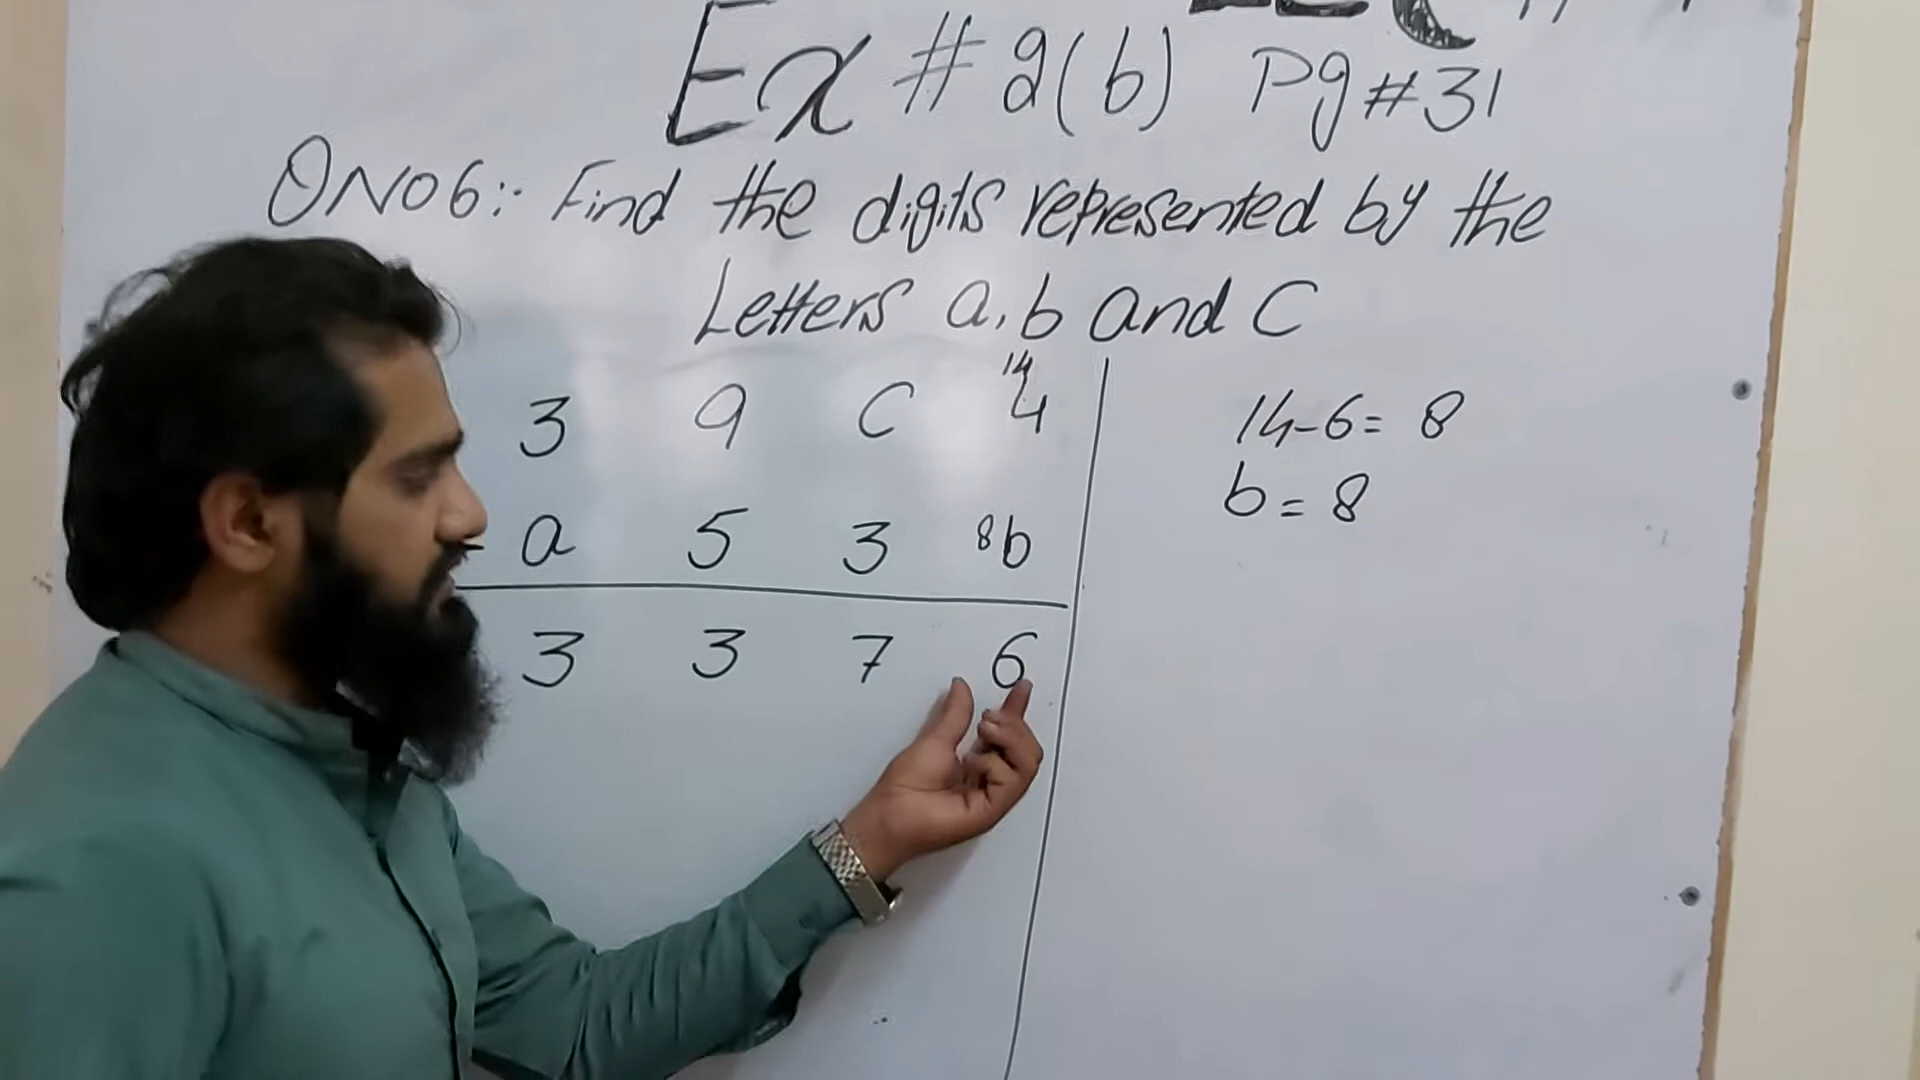 Ex # 2(b) Pg #31
QNO6:: Find the digits represented by the
Letters a, b and C
14
3 9 C 4
- a 5 3 8b
3 3 7 6
14-6= 8
b = 8